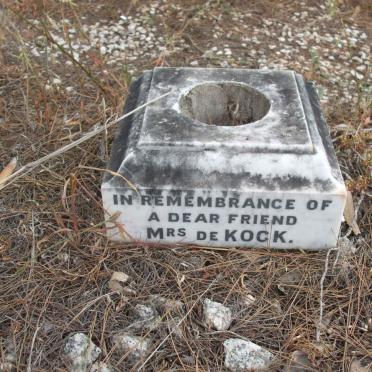 IN REMEMBRANCE OF
A DEAR FRIEND
MRS DE KOCK.